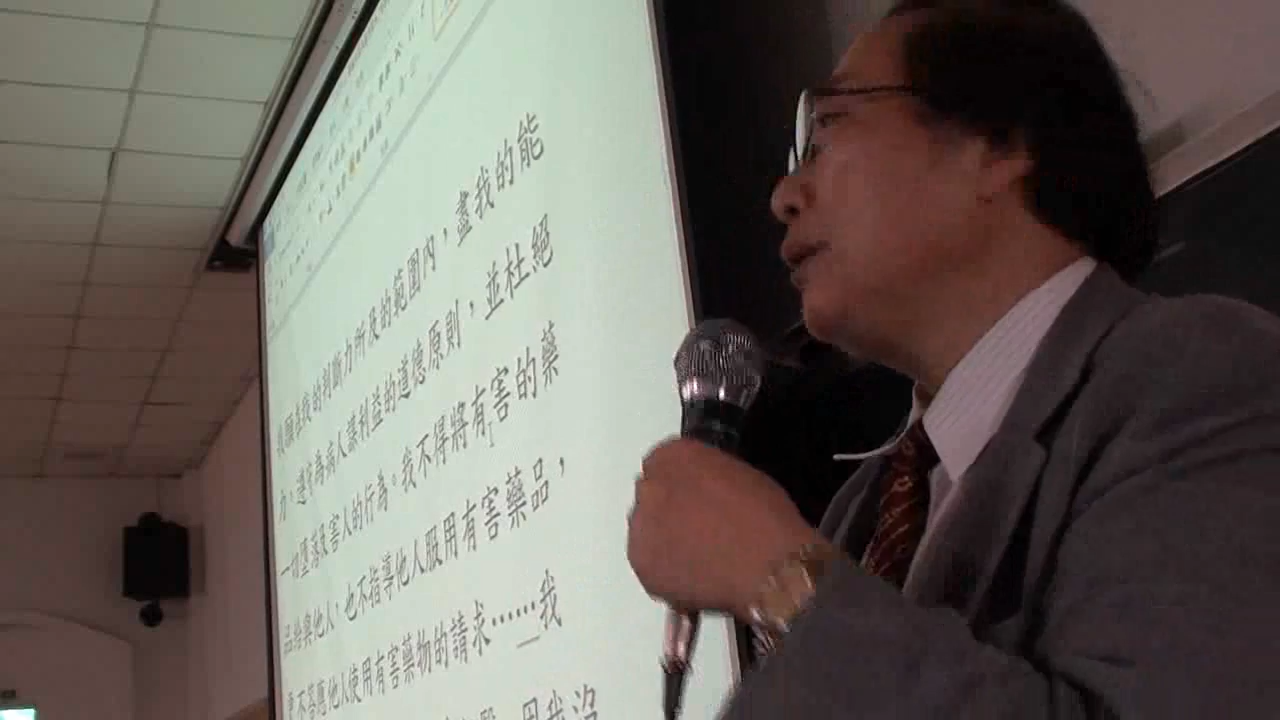 我願在我的判斷力所及的範圍內，盡我的能
力，遵守為病人謀利益的道德原則，並杜絕
一切墮落及害人的行為。我不得將有害的藥
品給與他人，也不指導他人服用有害藥品，
更不答應他人使用有害藥物的請求……我
因我沒